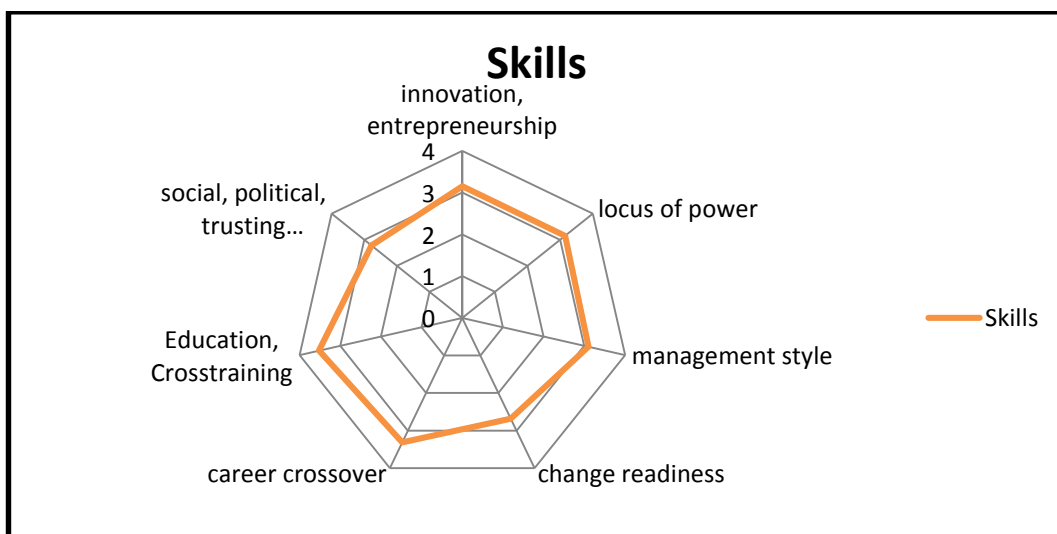 Skills
innovation,
entrepreneurship
4
3
2
1
0
locus of power
management style
change readiness
career crossover
Education,
Crosstraining
social, political,
trusting…
Skills